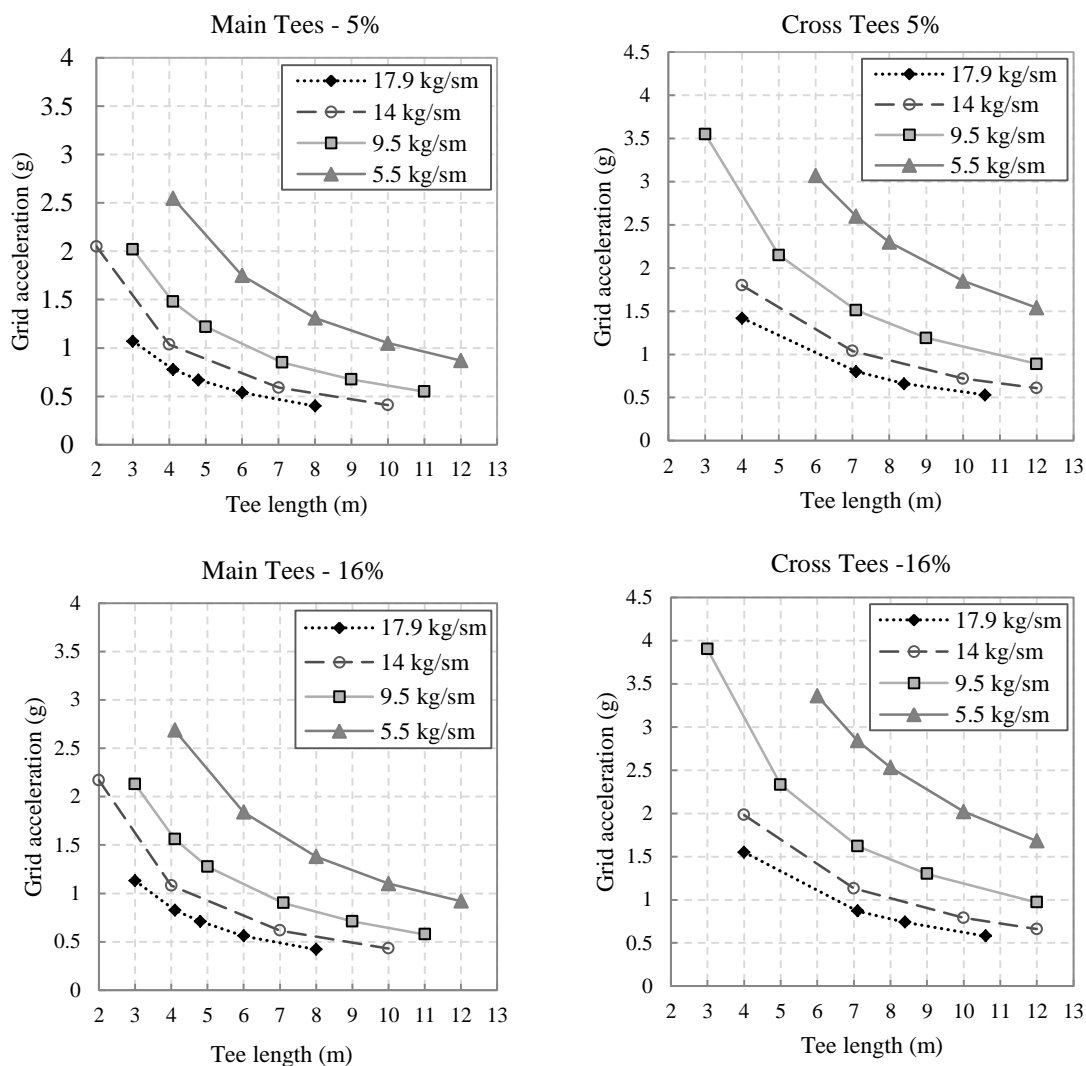 Main Tees - 5%
Grid acceleration (g)
4
3.5
3
2.5
2
1.5
1
0.5
0
17.9 kg/sm
14 kg/sm
9.5 kg/sm
5.5 kg/sm
2 3 4 5 6 7 8 9 10 11 12 13
Tee length (m)
Cross Tees 5%
Grid acceleration (g)
4.5
4
3.5
3
2.5
2
1.5
1
0.5
0
17.9 kg/sm
14 kg/sm
9.5 kg/sm
5.5 kg/sm
2 3 4 5 6 7 8 9 10 11 12 13
Tee length (m)
Main Tees - 16%
Grid acceleration (g)
4
3.5
3
2.5
2
1.5
1
0.5
0
17.9 kg/sm
14 kg/sm
9.5 kg/sm
5.5 kg/sm
2 3 4 5 6 7 8 9 10 11 12 13
Tee length (m)
Cross Tees -16%
Grid acceleration (g)
4.5
4
3.5
3
2.5
2
1.5
1
0.5
0
17.9 kg/sm
14 kg/sm
9.5 kg/sm
5.5 kg/sm
2 3 4 5 6 7 8 9 10 11 12 13
Tee length (m)